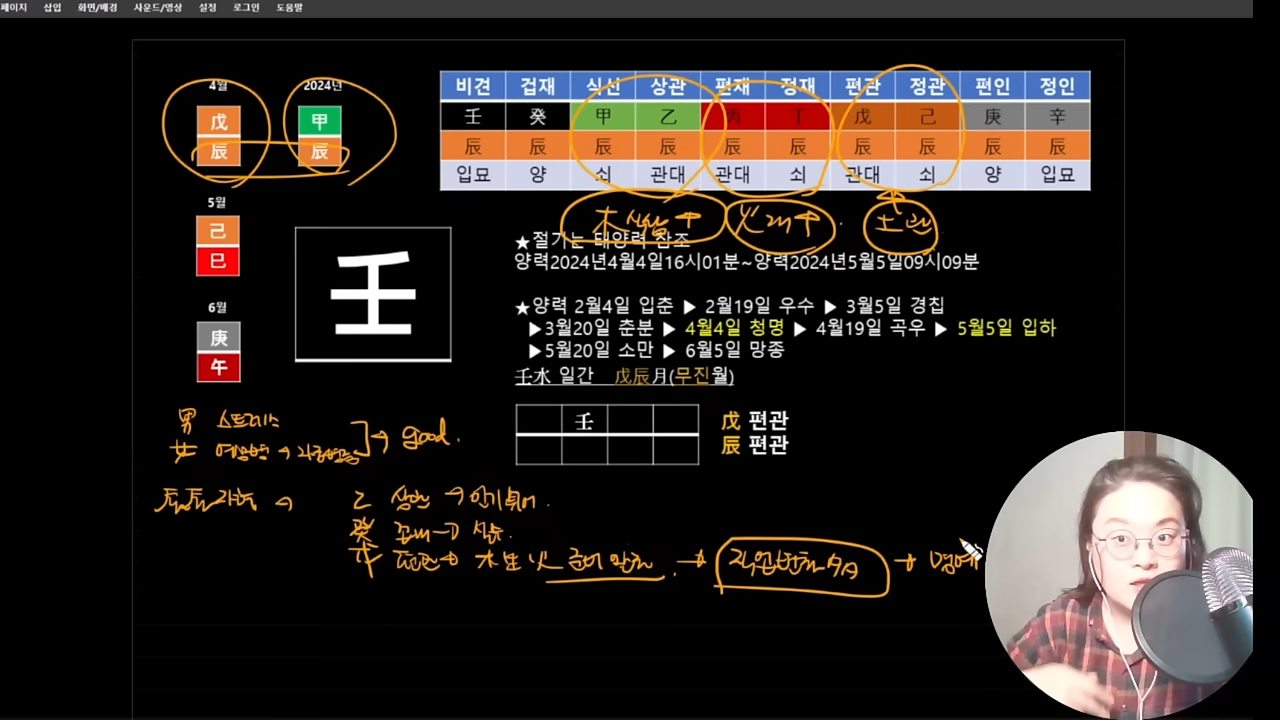 페이지 삽입 화면/배경 사운드/영상 설정 로그인 도움말
4월 2024년
戊 甲
辰 辰
5월
己
巳
6월
庚
午
비견 겁재 식신 상관 편재 정재 편관 정관 편인 정인
壬 癸 甲 乙 丙 丁 戊 己 庚 辛
辰 辰 辰 辰 辰 辰 辰 辰 辰 辰
입묘 양 쇠 관대 관대 쇠 관대 쇠 양 입묘
壬
★절기는 태양력 참조
양력2024년4월4일16시01분~양력2024년5월5일09시09분
★양력 2월4일 입춘 ▶ 2월19일 우수 ▶ 3월5일 경칩
▶3월20일 춘분 ▶ 4월4일 청명 ▶ 4월19일 곡우 ▶ 5월5일 입하
▶5월20일 소만 ▶ 6월5일 망종
壬水 일간 戊辰月(무진월)
壬
戊 편관
辰 편관
男 스트레스
女
good.
乙 상관
癸
戊 편관 木生火